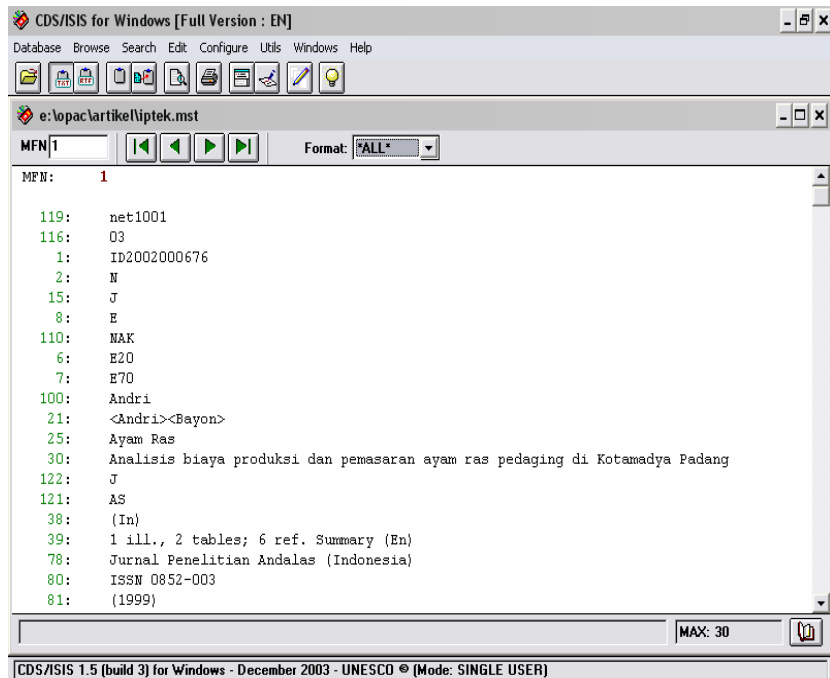 CDS/ISIS for Windows [Full Version : EN]
Database Browse Search Edit Configure Utils Windows Help
TXT RTF
e:\opac\artikel\iptek.mst
MFN 1 Format: *ALL*
MFN: 1
119: net1001
116: 03
1: ID2002000676
2: N
15: J
8: E
110: NAK
6: E20
7: E70
100: Andri
21: <Andri><Bayon>
25: Ayam Ras
30: Analisis biaya produksi dan pemasaran ayam ras pedaging di Kotamadya Padang
122: J
121: AS
38: (In)
39: 1 ill., 2 tables; 6 ref. Summary (En)
78: Jurnal Penelitian Andalas (Indonesia)
80: ISSN 0852-003
81: (1999)
MAX: 30
CDS/ISIS 1.5 (build 3) for Windows - December 2003 - UNESCO © (Mode: SINGLE USER)